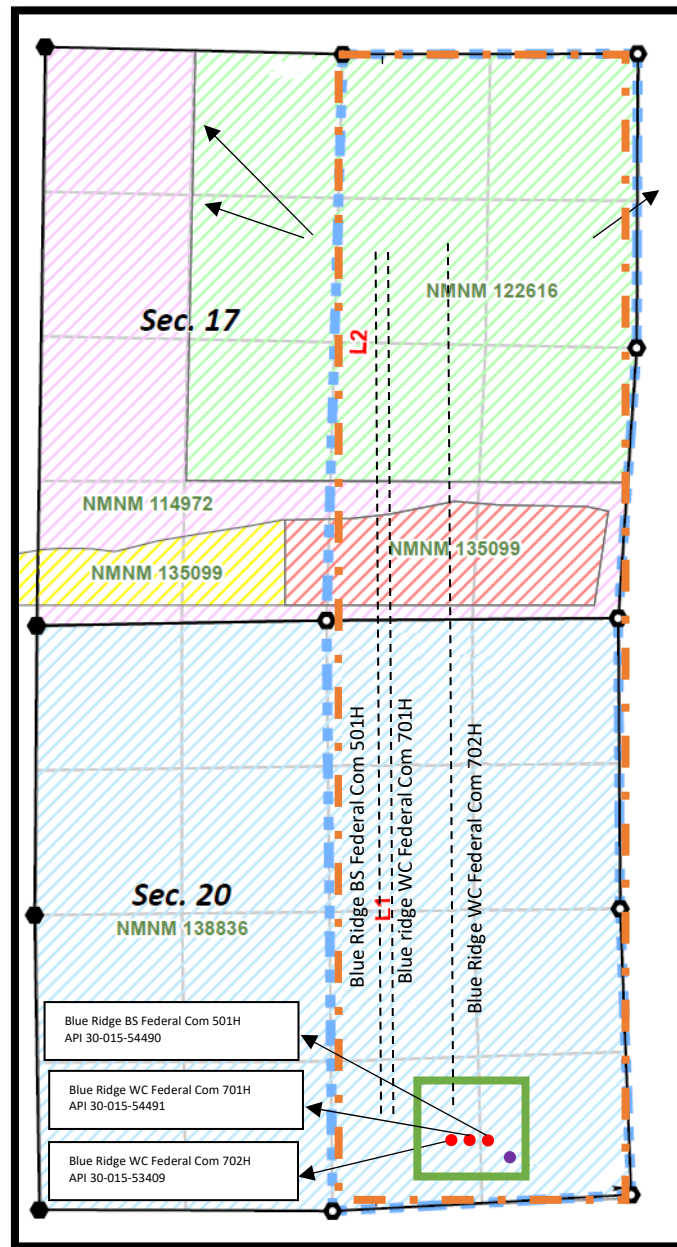 NMNM 122616
Sec. 17
L2
NMNM 114972
NMNM 135099
NMNM 135099
Blue Ridge BS Federal Com 501H
Blue ridge WC Federal Com 701H
Blue Ridge WC Federal Com 702H
L1
Sec. 20
NMNM 138836
Blue Ridge BS Federal Com 501H
API 30-015-54490
Blue Ridge WC Federal Com 701H
API 30-015-54491
Blue Ridge WC Federal Com 702H
API 30-015-53409